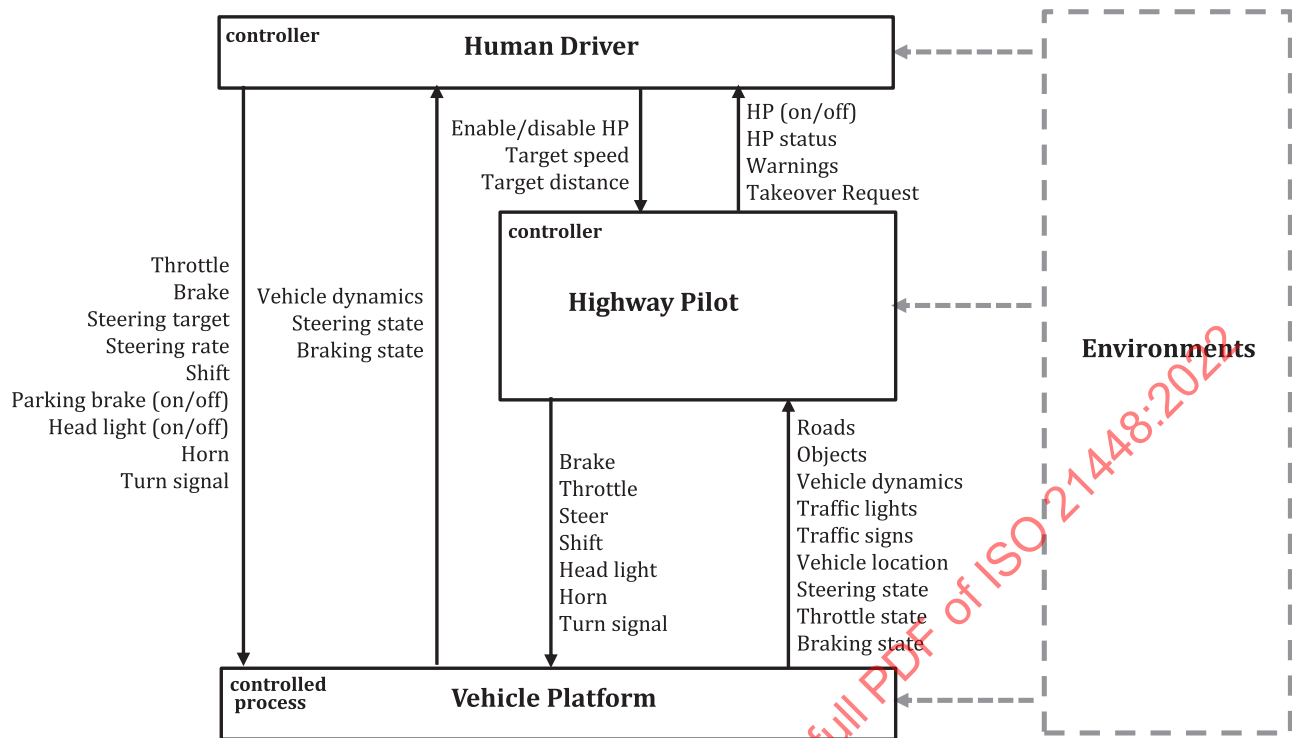 controller
Human Driver
Enable/disable HP
Target speed
Target distance
HP (on/off)
HP status
Warnings
Takeover Request
controller
Highway Pilot
Throttle
Brake
Steering target
Steering rate
Shift
Parking brake (on/off)
Head light (on/off)
Horn
Turn signal
Vehicle dynamics
Steering state
Braking state
Environments
Brake
Throttle
Steer
Shift
Head light
Horn
Turn signal
Roads
Objects
Vehicle dynamics
Traffic lights
Traffic signs
Vehicle location
Steering state
Throttle state
Braking state
controlled
process
Vehicle Platform
full PDF of ISO 21448:2022